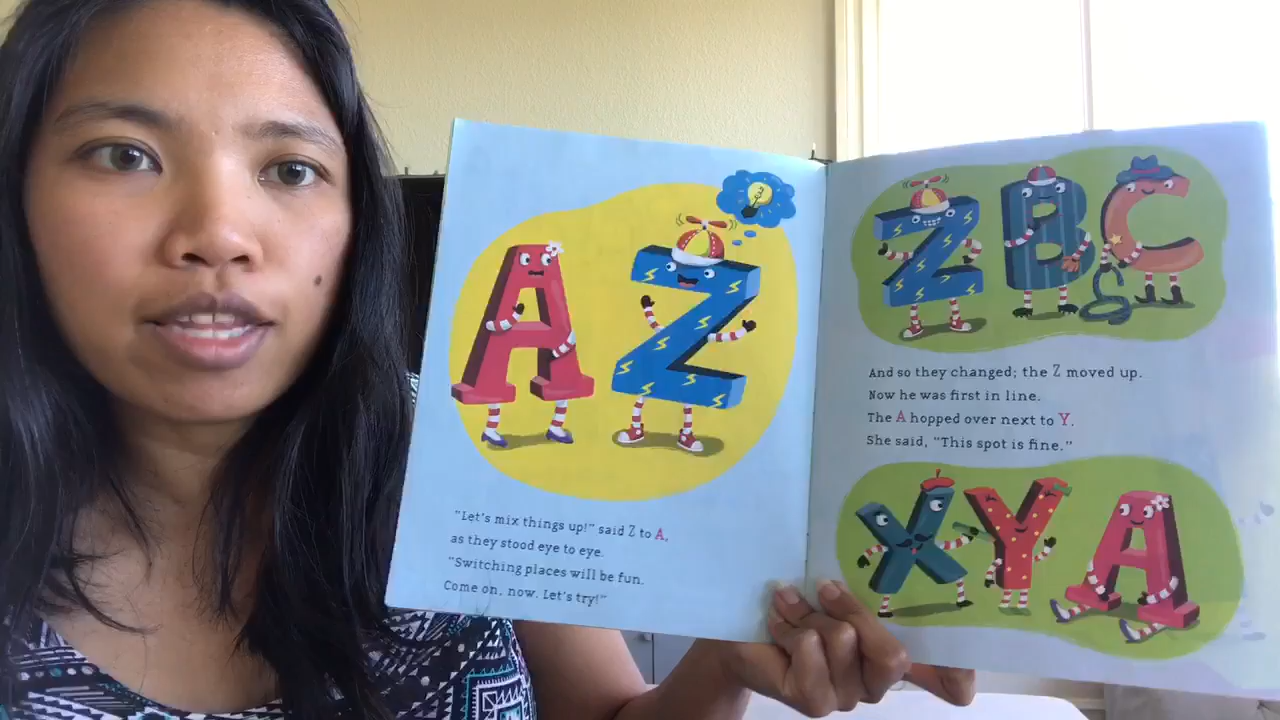 A Z
"Let's mix things up!" said Z to A,
as they stood eye to eye.
"Switching places will be fun.
Come on, now. Let's try!"
Z B C
And so they changed; the Z moved up.
Now he was first in line.
The A hopped over next to Y.
She said, "This spot is fine."
X Y A